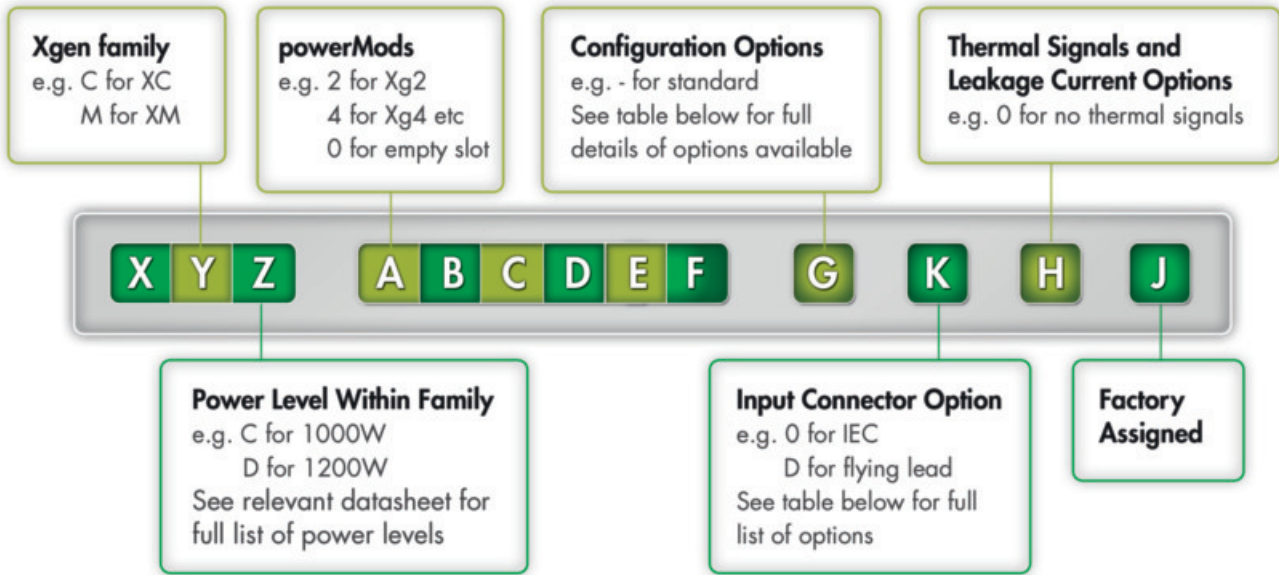 Xgen family
e.g. C for XC
M for XM
powerMods
e.g. 2 for Xg2
4 for Xg4 etc
0 for empty slot
Configuration Options
e.g. - for standard
See table below for full
details of options available
Thermal Signals and
Leakage Current Options
e.g. 0 for no thermal signals
X Y Z A B C D E F G K H J
Power Level Within Family
e.g. C for 1000W
D for 1200W
See relevant datasheet for
full list of power levels
Input Connector Option
e.g. 0 for IEC
D for flying lead
See table below for full
list of options
Factory
Assigned